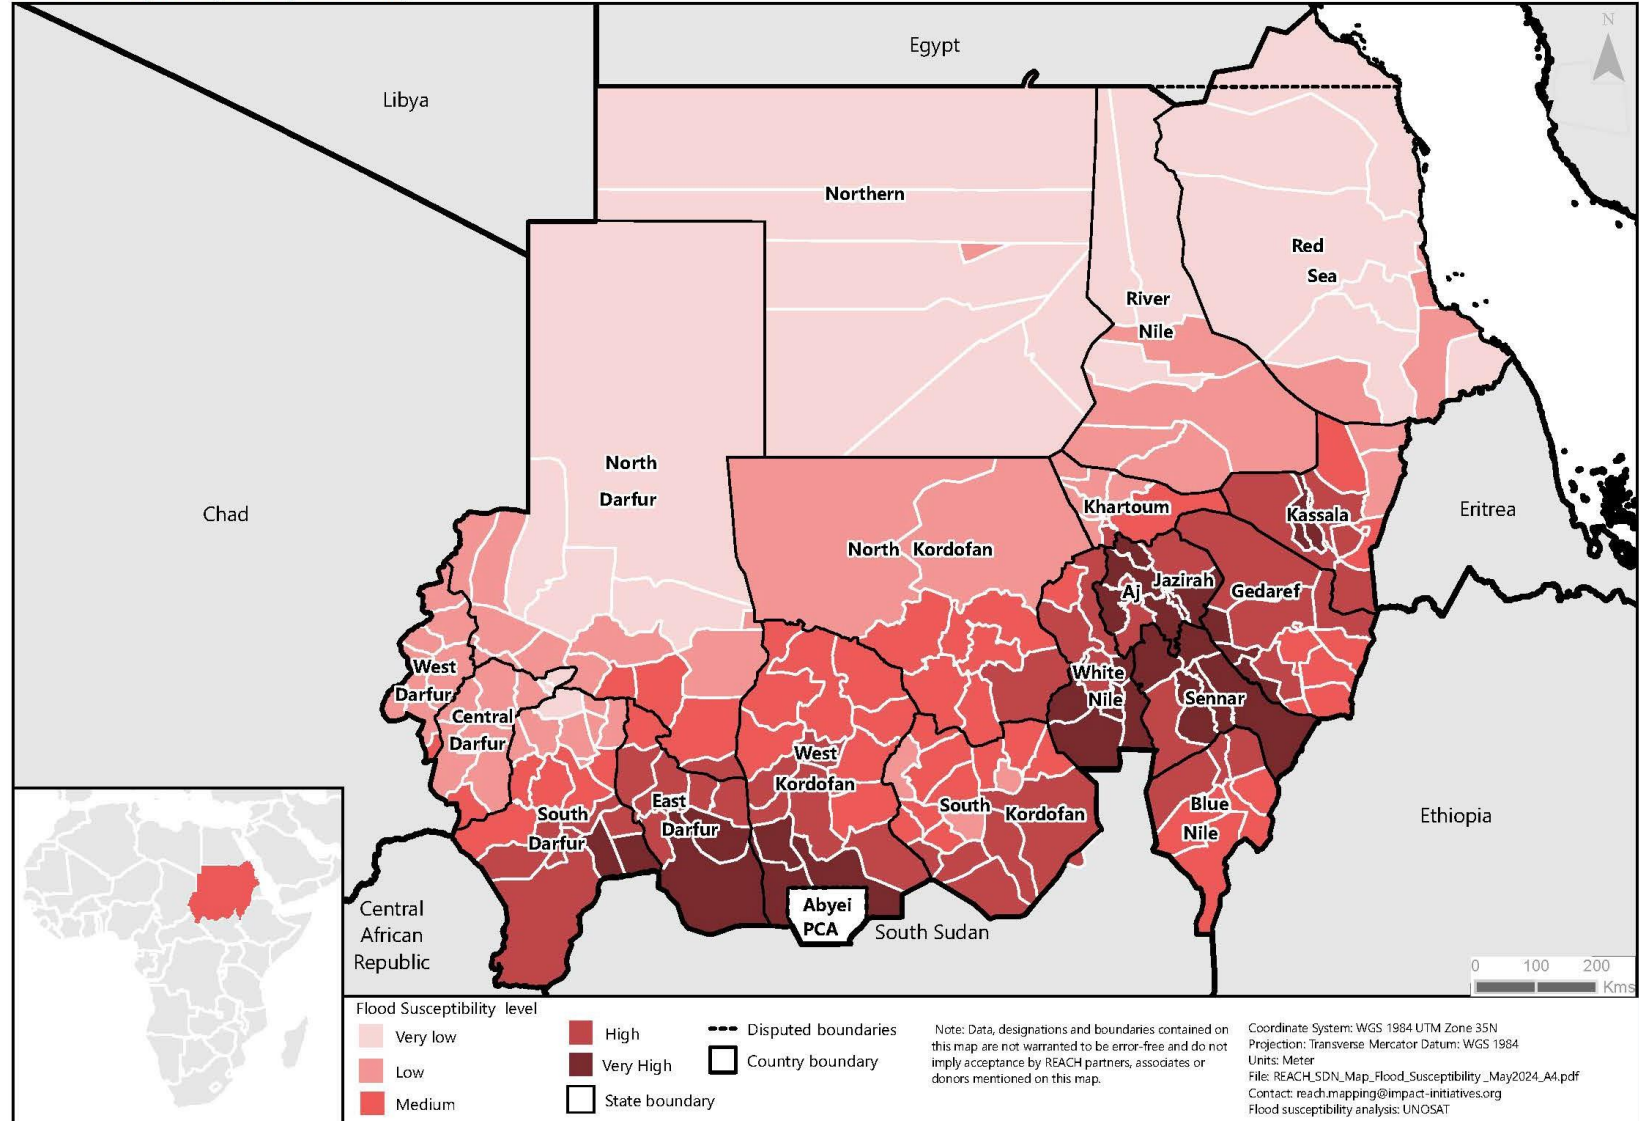 Egypt
N
Libya
Northern
Red
Sea
River
Nile
North
Darfur
Chad
Khartoum
Kassala
Eritrea
North Kordofan
Jazirah
Aj
Gedaref
West
Darfur
White
Nile
Sennar
Central
Darfur
West
Kordofan
East
Darfur
South
Darfur
South Kordofan
Blue
Nile
Ethiopia
Abyei
PCA
Central
African
Republic
South Sudan
0 100 200
Kms
Flood Susceptibility level
Very low
Low
Medium
High
Very High
State boundary
Disputed boundaries
Country boundary
Note: Data, designations and boundaries contained on
this map are not warranted to be error-free and do not
imply acceptance by REACH partners, associates or
donors mentioned on this map.
Coordinate System: WGS 1984 UTM Zone 35N
Projection: Transverse Mercator Datum: WGS 1984
Units: Meter
File: REACH_SDN_Map_Flood_Susceptibility _May2024_A4.pdf
Contact: reach.mapping@impact-initiatives.org
Flood susceptibility analysis: UNOSAT